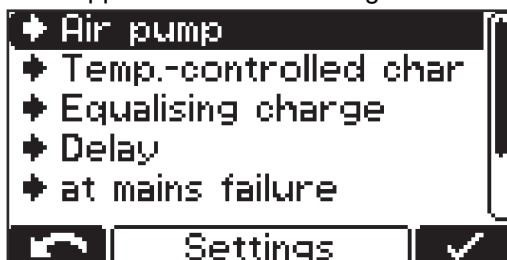 Air pump
Temp.-controlled char
Equalising charge
Delay
at mains failure
Settings